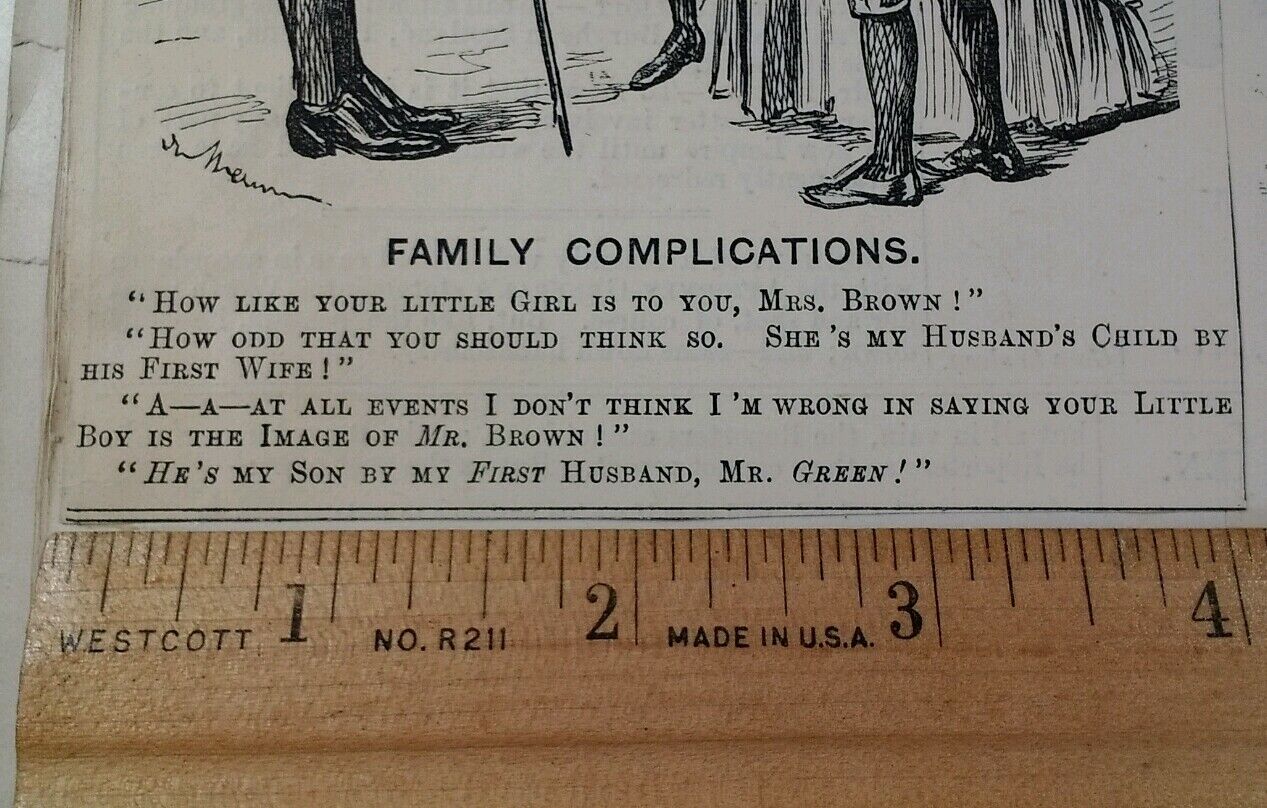 du Maurier
FAMILY COMPLICATIONS.
"HOW LIKE YOUR LITTLE GIRL IS TO YOU, MRS. BROWN!"
"HOW ODD THAT YOU SHOULD THINK SO. SHE'S MY HUSBAND'S CHILD BY
HIS FIRST WIFE!"
"A—A—AT ALL EVENTS I DON'T THINK I'M WRONG IN SAYING YOUR LITTLE
BOY IS THE IMAGE OF MR. BROWN!"
"HE'S MY SON BY MY FIRST HUSBAND, MR. GREEN!"
1 2 3 4
WESTCOTT NO. R211 MADE IN U.S.A.